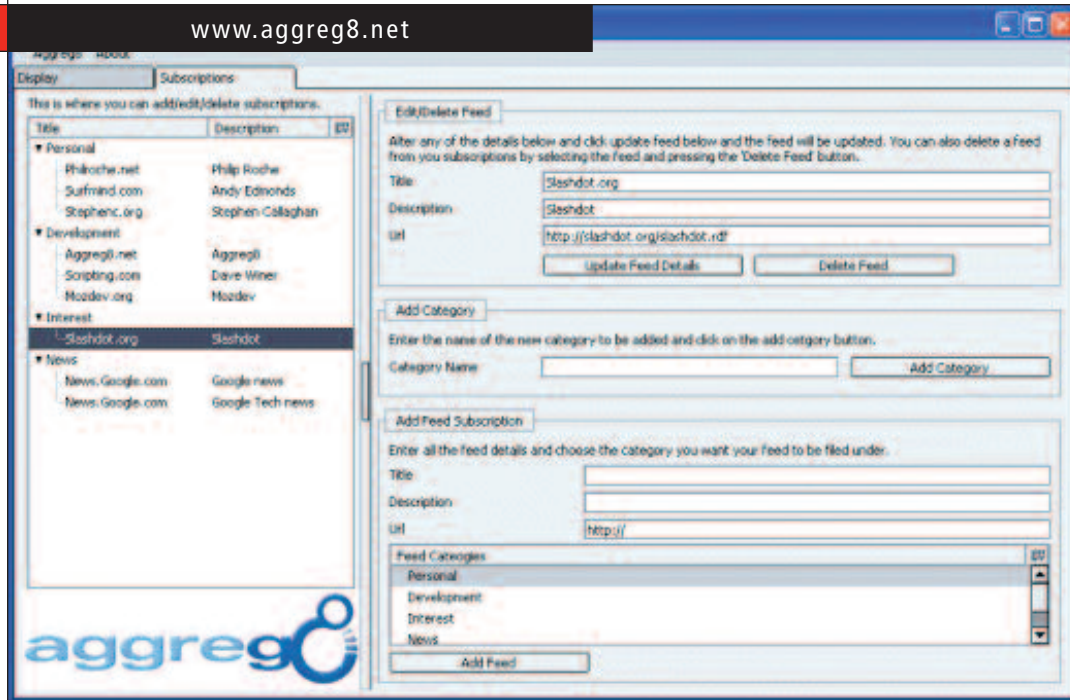 www.aggreg8.net
Aggreg8 About
Display Subscriptions
This is where you can add/edit/delete subscriptions.
Title Description
Personal
Philroche.net Philip Roche
Surfmind.com Andy Edmonds
Stephenc.org Stephen Callaghan
Development
Aggreg8.net Aggreg8
Scripting.com Dave Winer
Mozdev.org Mozdev
Interest
Slashdot.org Slashdot
News
News.Google.com Google news
News.Google.com Google Tech news
aggreg8
Edit/Delete Feed
Alter any of the details below and click update feed below and the feed will be updated. You can also delete a feed
from you subscriptions by selecting the feed and pressing the 'Delete Feed' button.
Title Slashdot.org
Description Slashdot
Url http://slashdot.org/slashdot.rdf
Update Feed Details Delete Feed
Add Category
Enter the name of the new category to be added and click on the add cetgory button.
Category Name Add Category
Add Feed Subscription
Enter all the feed details and choose the category you want your feed to be filed under.
Title
Description
Url http://
Feed Cateogies
Personal
Development
Interest
News
Add Feed